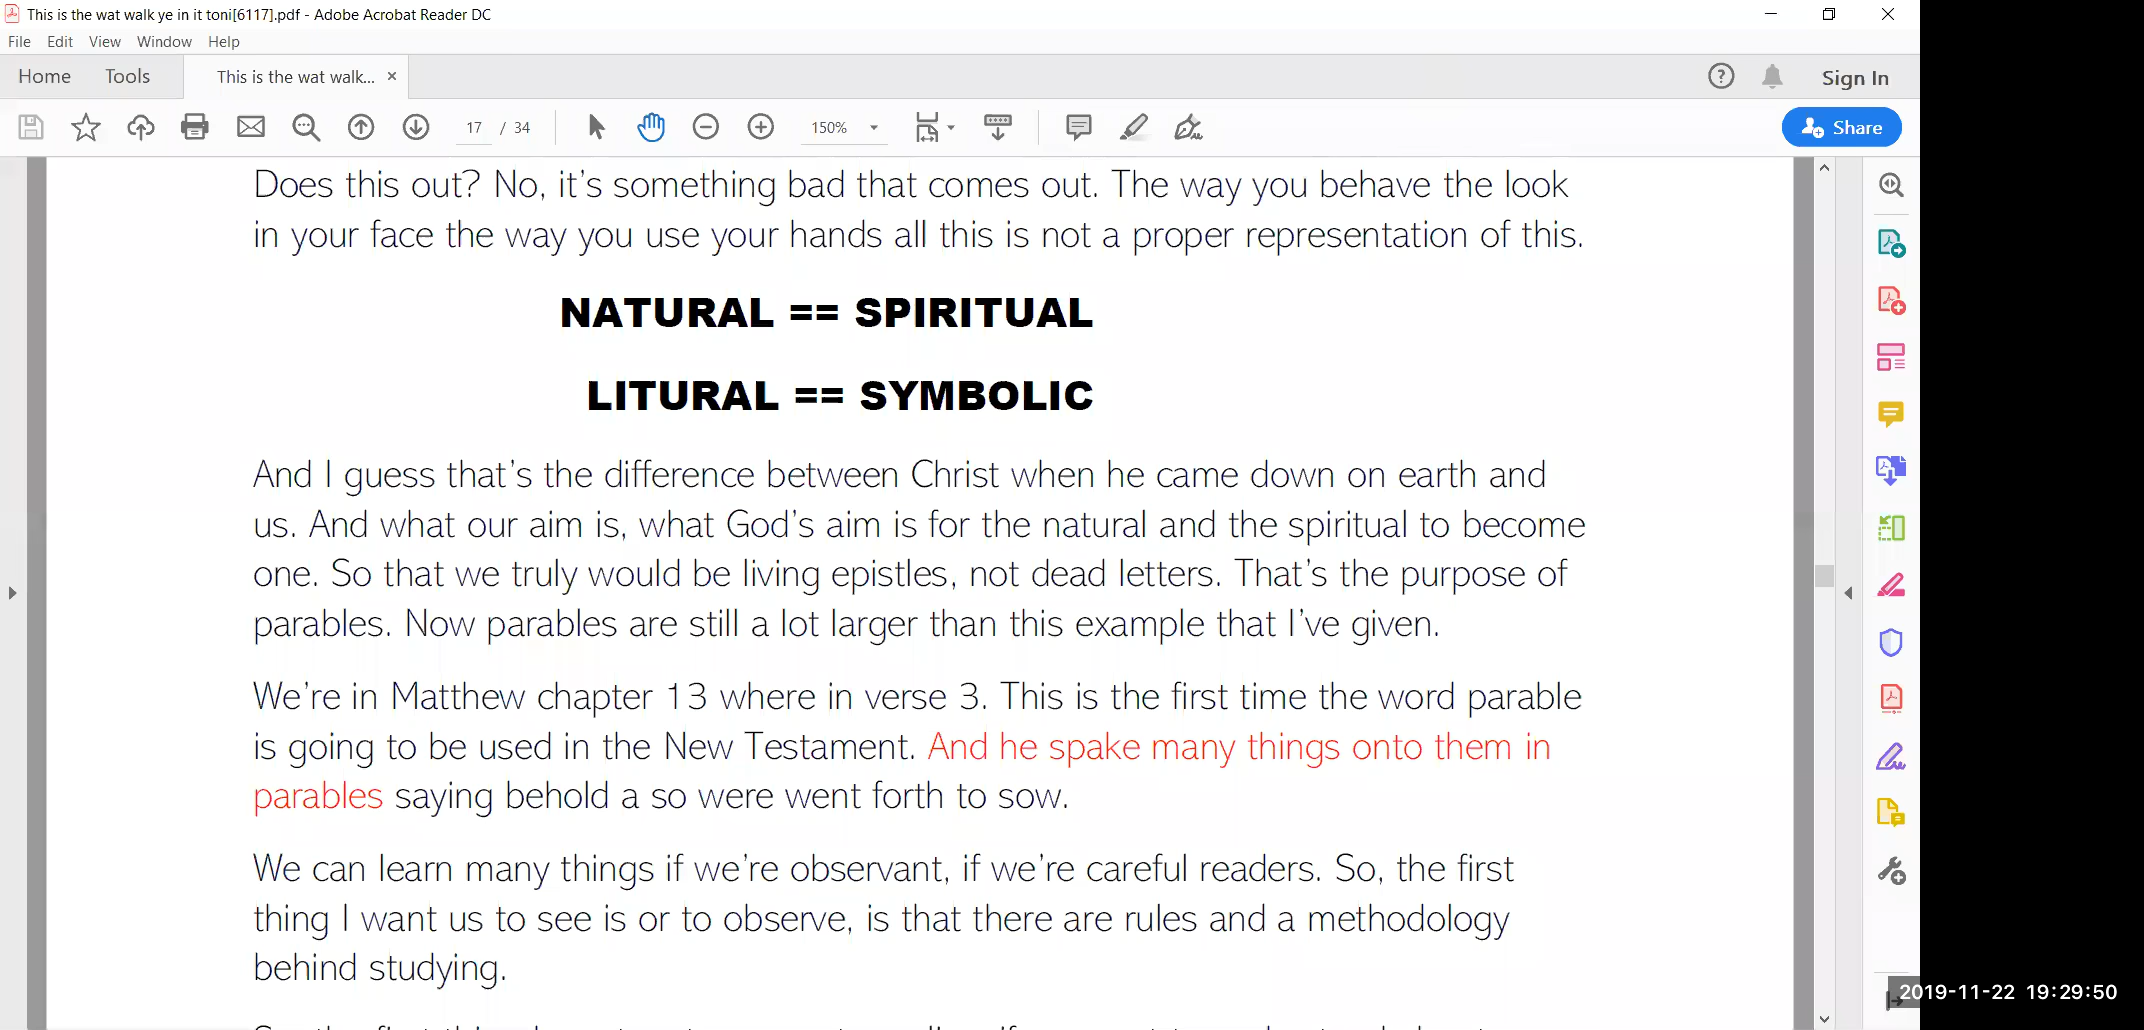 This is the wat walk ye in it toni[6117].pdf - Adobe Acrobat Reader DC
File Edit View Window Help
Home Tools This is the wat walk... × Sign In
17 / 34 150% Share
Does this out? No, it's something bad that comes out. The way you behave the look
in your face the way you use your hands all this is not a proper representation of this.
NATURAL == SPIRITUAL
LITURAL == SYMBOLIC
And I guess that's the difference between Christ when he came down on earth and
us. And what our aim is, what God's aim is for the natural and the spiritual to become
one. So that we truly would be living epistles, not dead letters. That's the purpose of
parables. Now parables are still a lot larger than this example that I've given.
We're in Matthew chapter 13 where in verse 3. This is the first time the word parable
is going to be used in the New Testament. And he spake many things onto them in
parables saying behold a so were went forth to sow.
We can learn many things if we're observant, if we're careful readers. So, the first
thing I want us to see is or to observe, is that there are rules and a methodology
behind studying.
2019-11-22 19:29:50